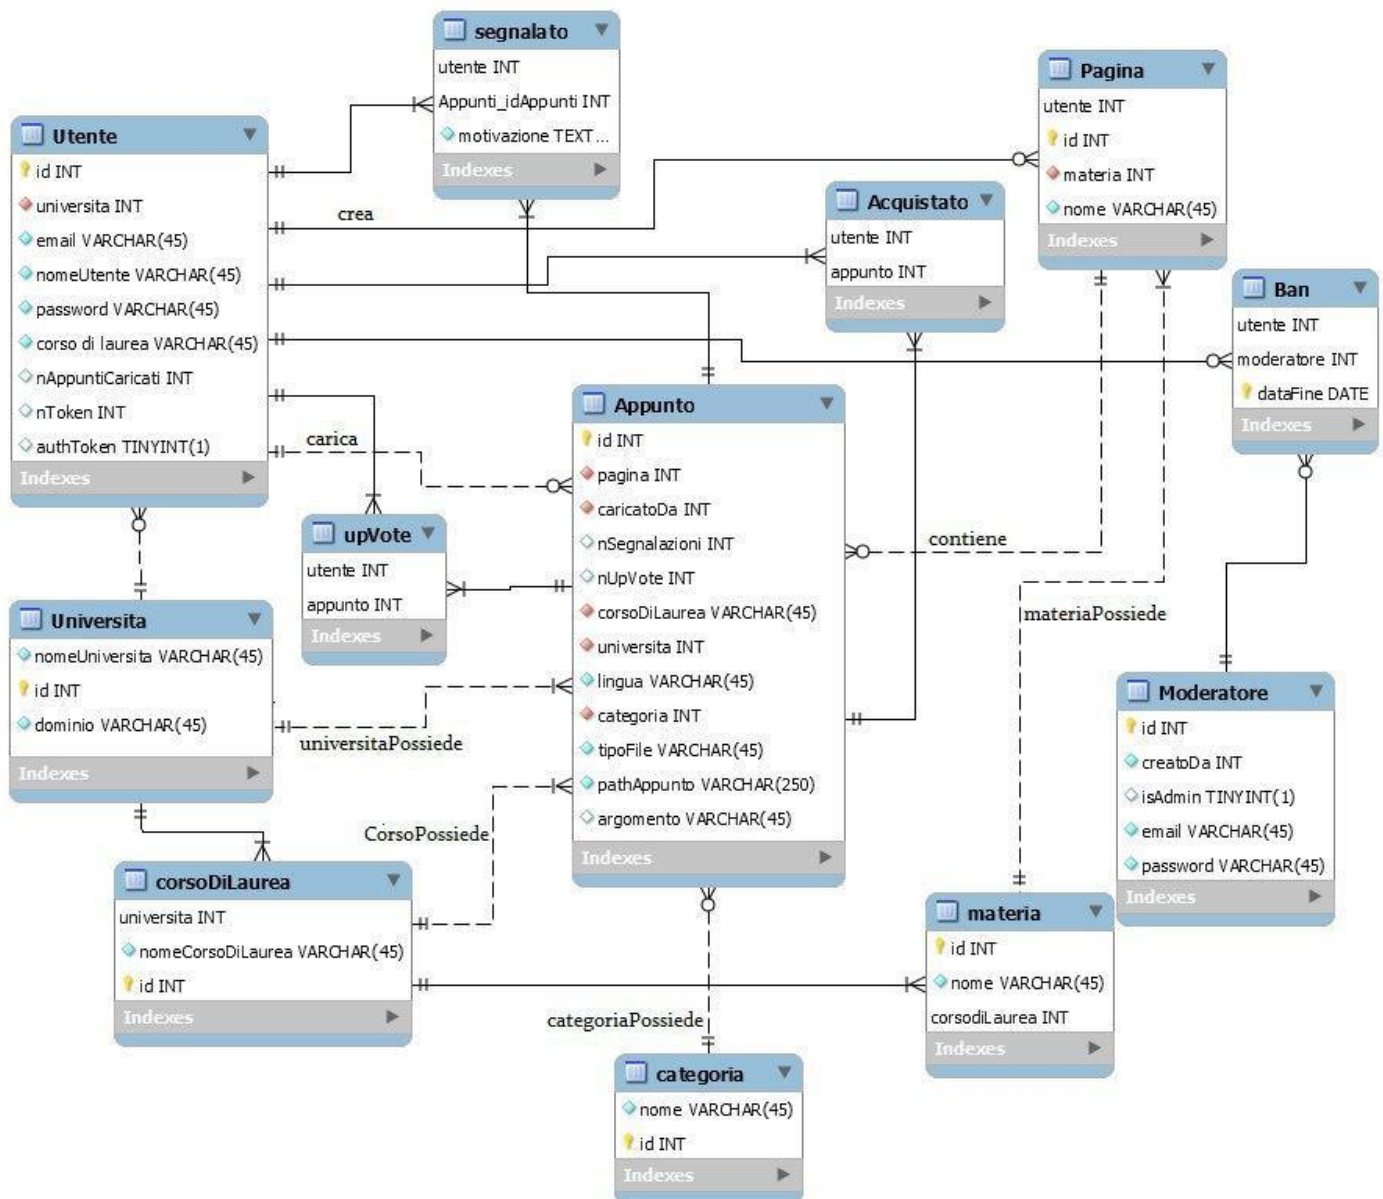 segnalato
utente INT
Appunti_idAppunti INT
motivazione TEXT...
Indexes
Pagina
utente INT
id INT
materia INT
nome VARCHAR(45)
Indexes
Utente
id INT
universita INT
email VARCHAR(45)
nomeUtente VARCHAR(45)
password VARCHAR(45)
corso di laurea VARCHAR(45)
nAppuntiCaricati INT
nToken INT
authToken TINYINT(1)
Indexes
crea
Acquistato
utente INT
appunto INT
Indexes
Ban
utente INT
moderatore INT
dataFine DATE
Indexes
carica
Appunto
id INT
pagina INT
caricatoDa INT
nSegnalazioni INT
nUpVote INT
corsoDiLaurea VARCHAR(45)
universita INT
lingua VARCHAR(45)
categoria INT
tipoFile VARCHAR(45)
pathAppunto VARCHAR(250)
argomento VARCHAR(45)
Indexes
upVote
utente INT
appunto INT
Indexes
contiene
materiaPossiede
Universita
nomeUniversita VARCHAR(45)
id INT
dominio VARCHAR(45)
Indexes
universitaPossiede
Moderatore
id INT
creatoDa INT
isAdmin TINYINT(1)
email VARCHAR(45)
password VARCHAR(45)
Indexes
CorsoPossiede
corsoDiLaurea
universita INT
nomeCorsoDiLaurea VARCHAR(45)
id INT
Indexes
materia
id INT
nome VARCHAR(45)
corsodiLaurea INT
Indexes
categoriaPossiede
categoria
nome VARCHAR(45)
id INT
Indexes